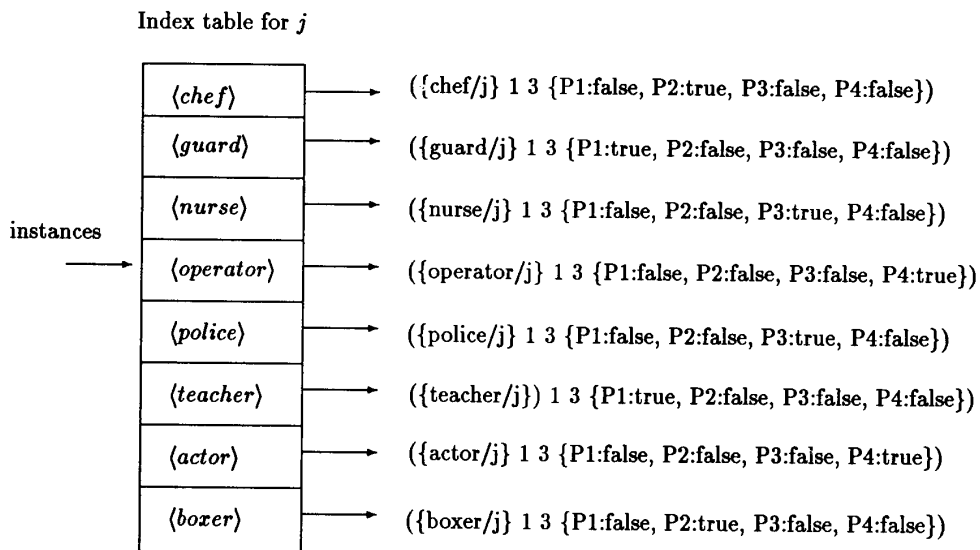 Index table for j
⟨chef⟩ ({chef/j} 1 3 {P1:false, P2:true, P3:false, P4:false})
⟨guard⟩ ({guard/j} 1 3 {P1:true, P2:false, P3:false, P4:false})
⟨nurse⟩ ({nurse/j} 1 3 {P1:false, P2:false, P3:true, P4:false})
instances
⟨operator⟩ ({operator/j} 1 3 {P1:false, P2:false, P3:false, P4:true})
⟨police⟩ ({police/j} 1 3 {P1:false, P2:false, P3:true, P4:false})
⟨teacher⟩ ({teacher/j}) 1 3 {P1:true, P2:false, P3:false, P4:false})
⟨actor⟩ ({actor/j} 1 3 {P1:false, P2:false, P3:false, P4:true})
⟨boxer⟩ ({boxer/j} 1 3 {P1:false, P2:true, P3:false, P4:false})